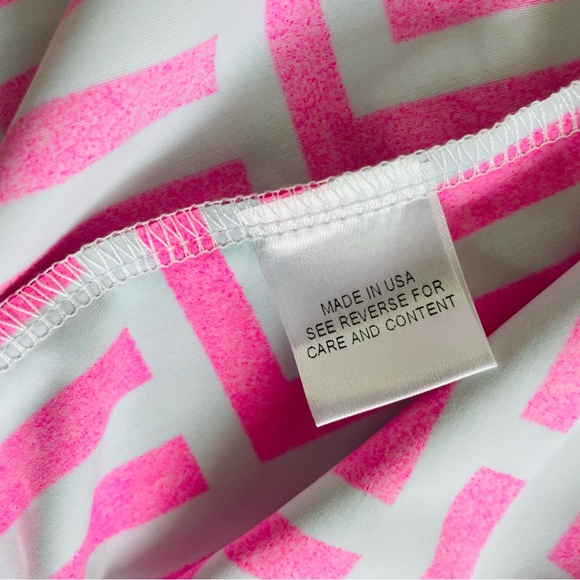 MADE IN USA
SEE REVERSE FOR
CARE AND CONTENT